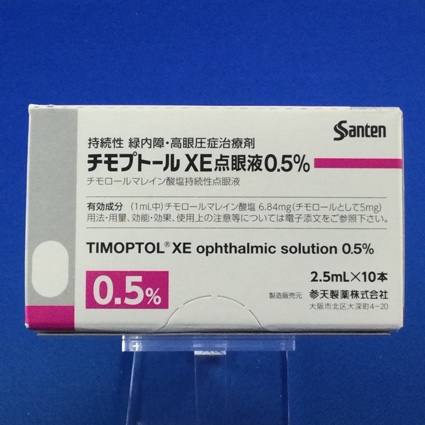 Santen
持続性 緑内障・高眼圧症治療剤
チモプトール XE 点眼液0.5%
チモロールマレイン酸塩持続性点眼液
有効成分 (1mL中)チモロールマレイン酸塩 6.84mg(チモロールとして5mg)
用法・用量、効能・効果、使用上の注意等については電子添文をご参照下さい。
TIMOPTOL® XE ophthalmic solution 0.5%
0.5%
2.5mL×10本
製造販売元 参天製薬株式会社
大阪市北区大深町4-20